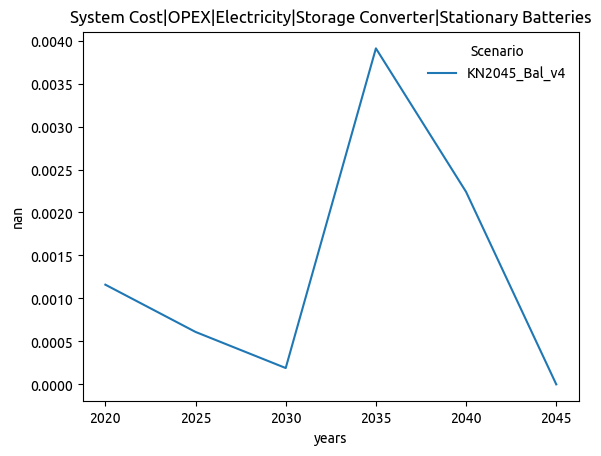 System Cost|OPEX|Electricity|Storage Converter|Stationary Batteries
Scenario
KN2045_Bal_v4
0.0040
0.0035
0.0030
0.0025
0.0020
0.0015
0.0010
0.0005
0.0000
nan
2020 2025 2030 2035 2040 2045
years